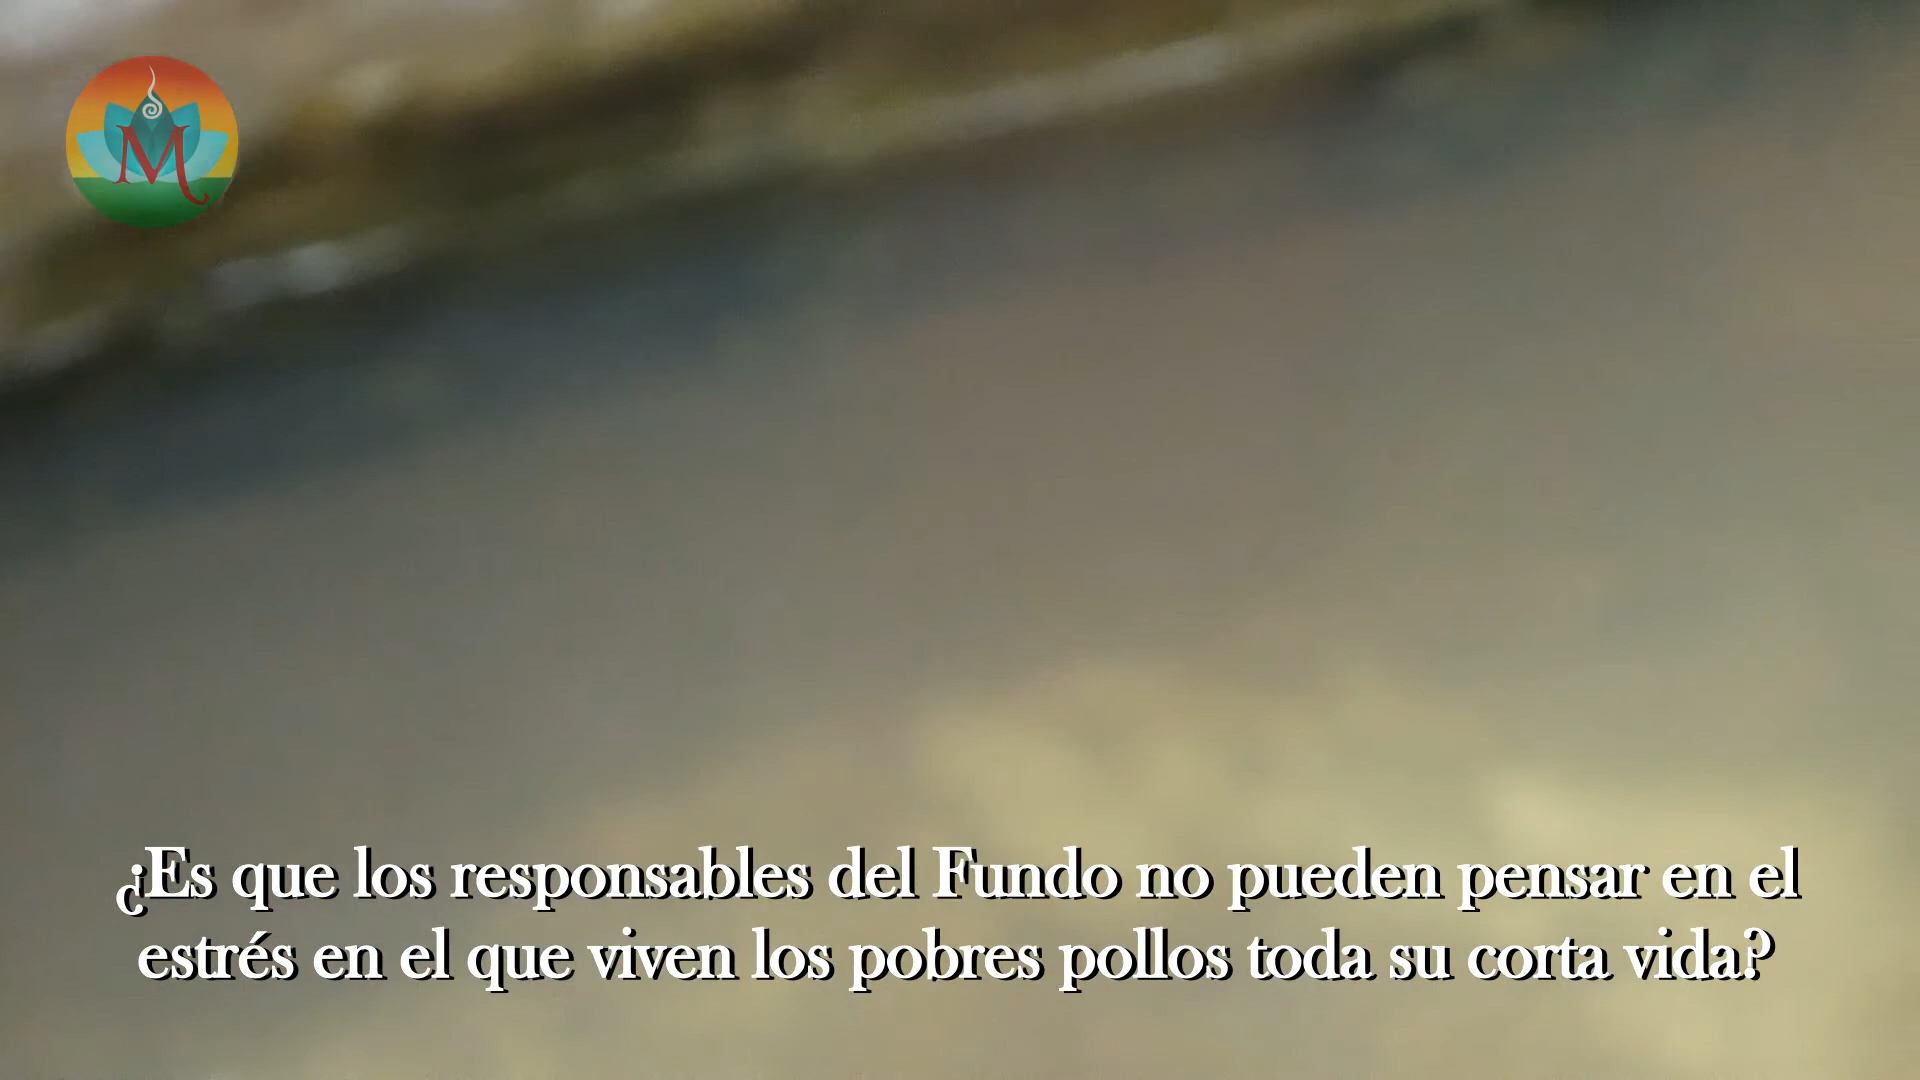 M
¿Es que los responsables del Fundo no pueden pensar en el
estrés en el que viven los pobres pollos toda su corta vida?